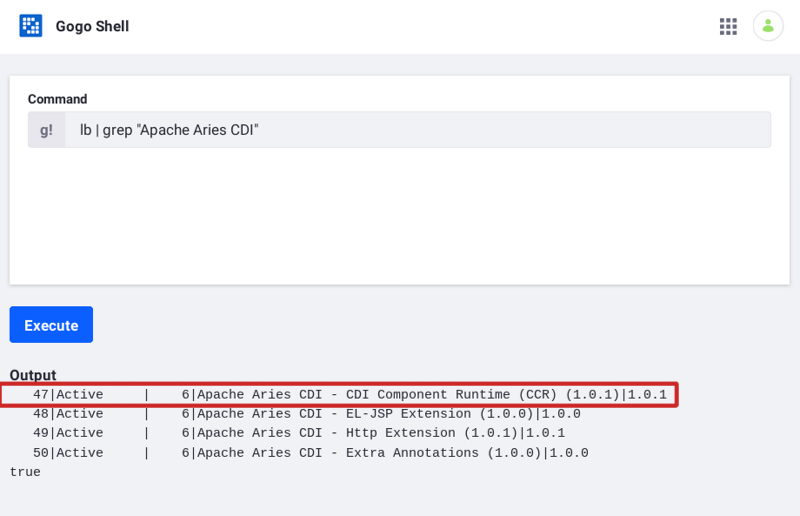 Gogo Shell
Command
g! lb | grep "Apache Aries CDI"
Execute
Output
47|Active     |    6|Apache Aries CDI - CDI Component Runtime (CCR) (1.0.1)|1.0.1
48|Active     |    6|Apache Aries CDI - EL-JSP Extension (1.0.0)|1.0.0
49|Active     |    6|Apache Aries CDI - Http Extension (1.0.1)|1.0.1
50|Active     |    6|Apache Aries CDI - Extra Annotations (1.0.0)|1.0.0
true